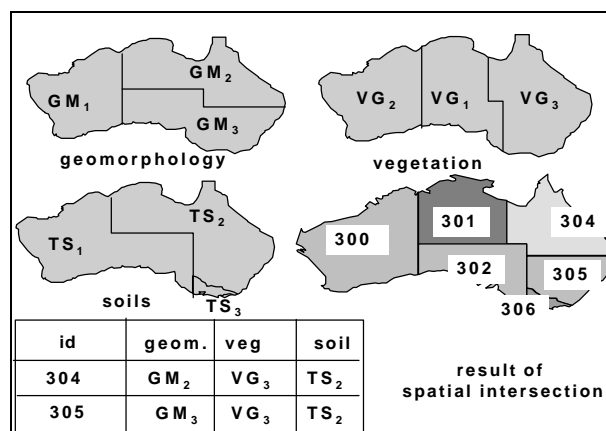 GM₂
GM₁
GM₃
geomorphology
VG₂ VG₁ VG₃
vegetation
TS₂
TS₁
TS₃
soils
300 301 304
302 305
306
result of
spatial intersection
id geom. veg soil
304 GM₂ VG₃ TS₂
305 GM₃ VG₃ TS₂